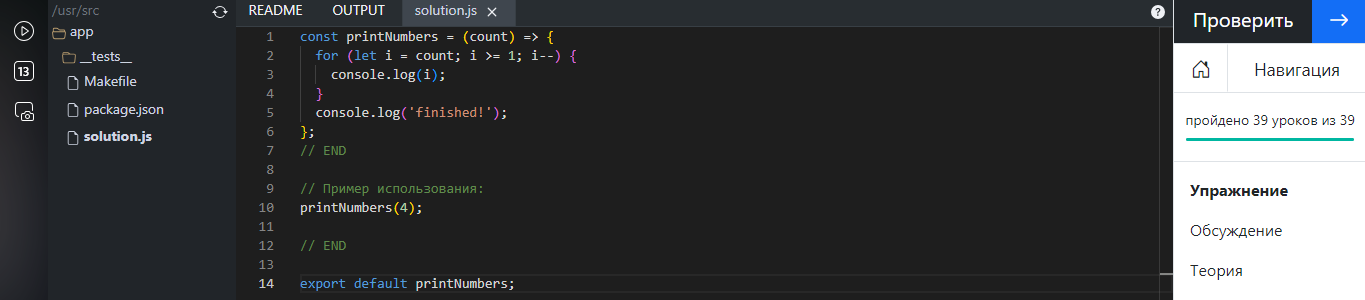 /usr/src
app
__tests__
Makefile
package.json
solution.js
13
README OUTPUT solution.js ×
?
1 const printNumbers = (count) => {
2 for (let i = count; i >= 1; i--) {
3 console.log(i);
4 }
5 console.log('finished!');
6 };
7 // END
8
9 // Пример использования:
10 printNumbers(4);
11
12 // END
13
14 export default printNumbers;
Проверить →
Навигация
пройдено 39 уроков из 39
Упражнение
Обсуждение
Теория